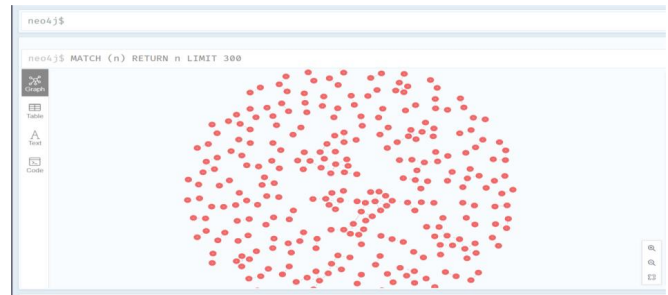 neo4j$
neo4j$ MATCH (n) RETURN n LIMIT 300
Graph
Table
A
Text
Code